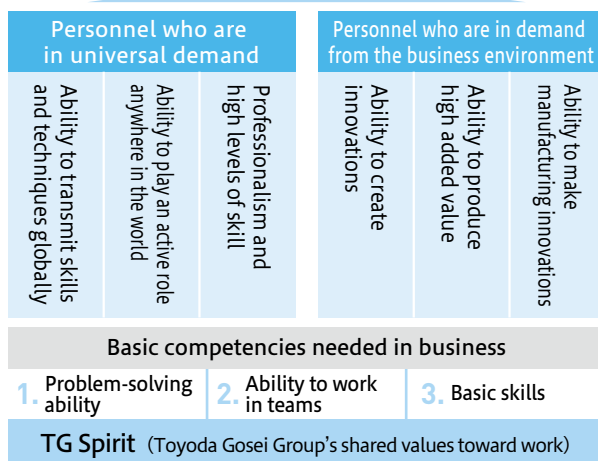 Personnel who are
in universal demand
Ability to transmit skills
and techniques globally
Ability to play an active role
anywhere in the world
Professionalism and
high levels of skill
Personnel who are in demand
from the business environment
Ability to create
innovations
Ability to produce
high added value
Ability to make
manufacturing innovations
Basic competencies needed in business
1. Problem-solving
ability
2. Ability to work
in teams
3. Basic skills
TG Spirit (Toyoda Gosei Group's shared values toward work)